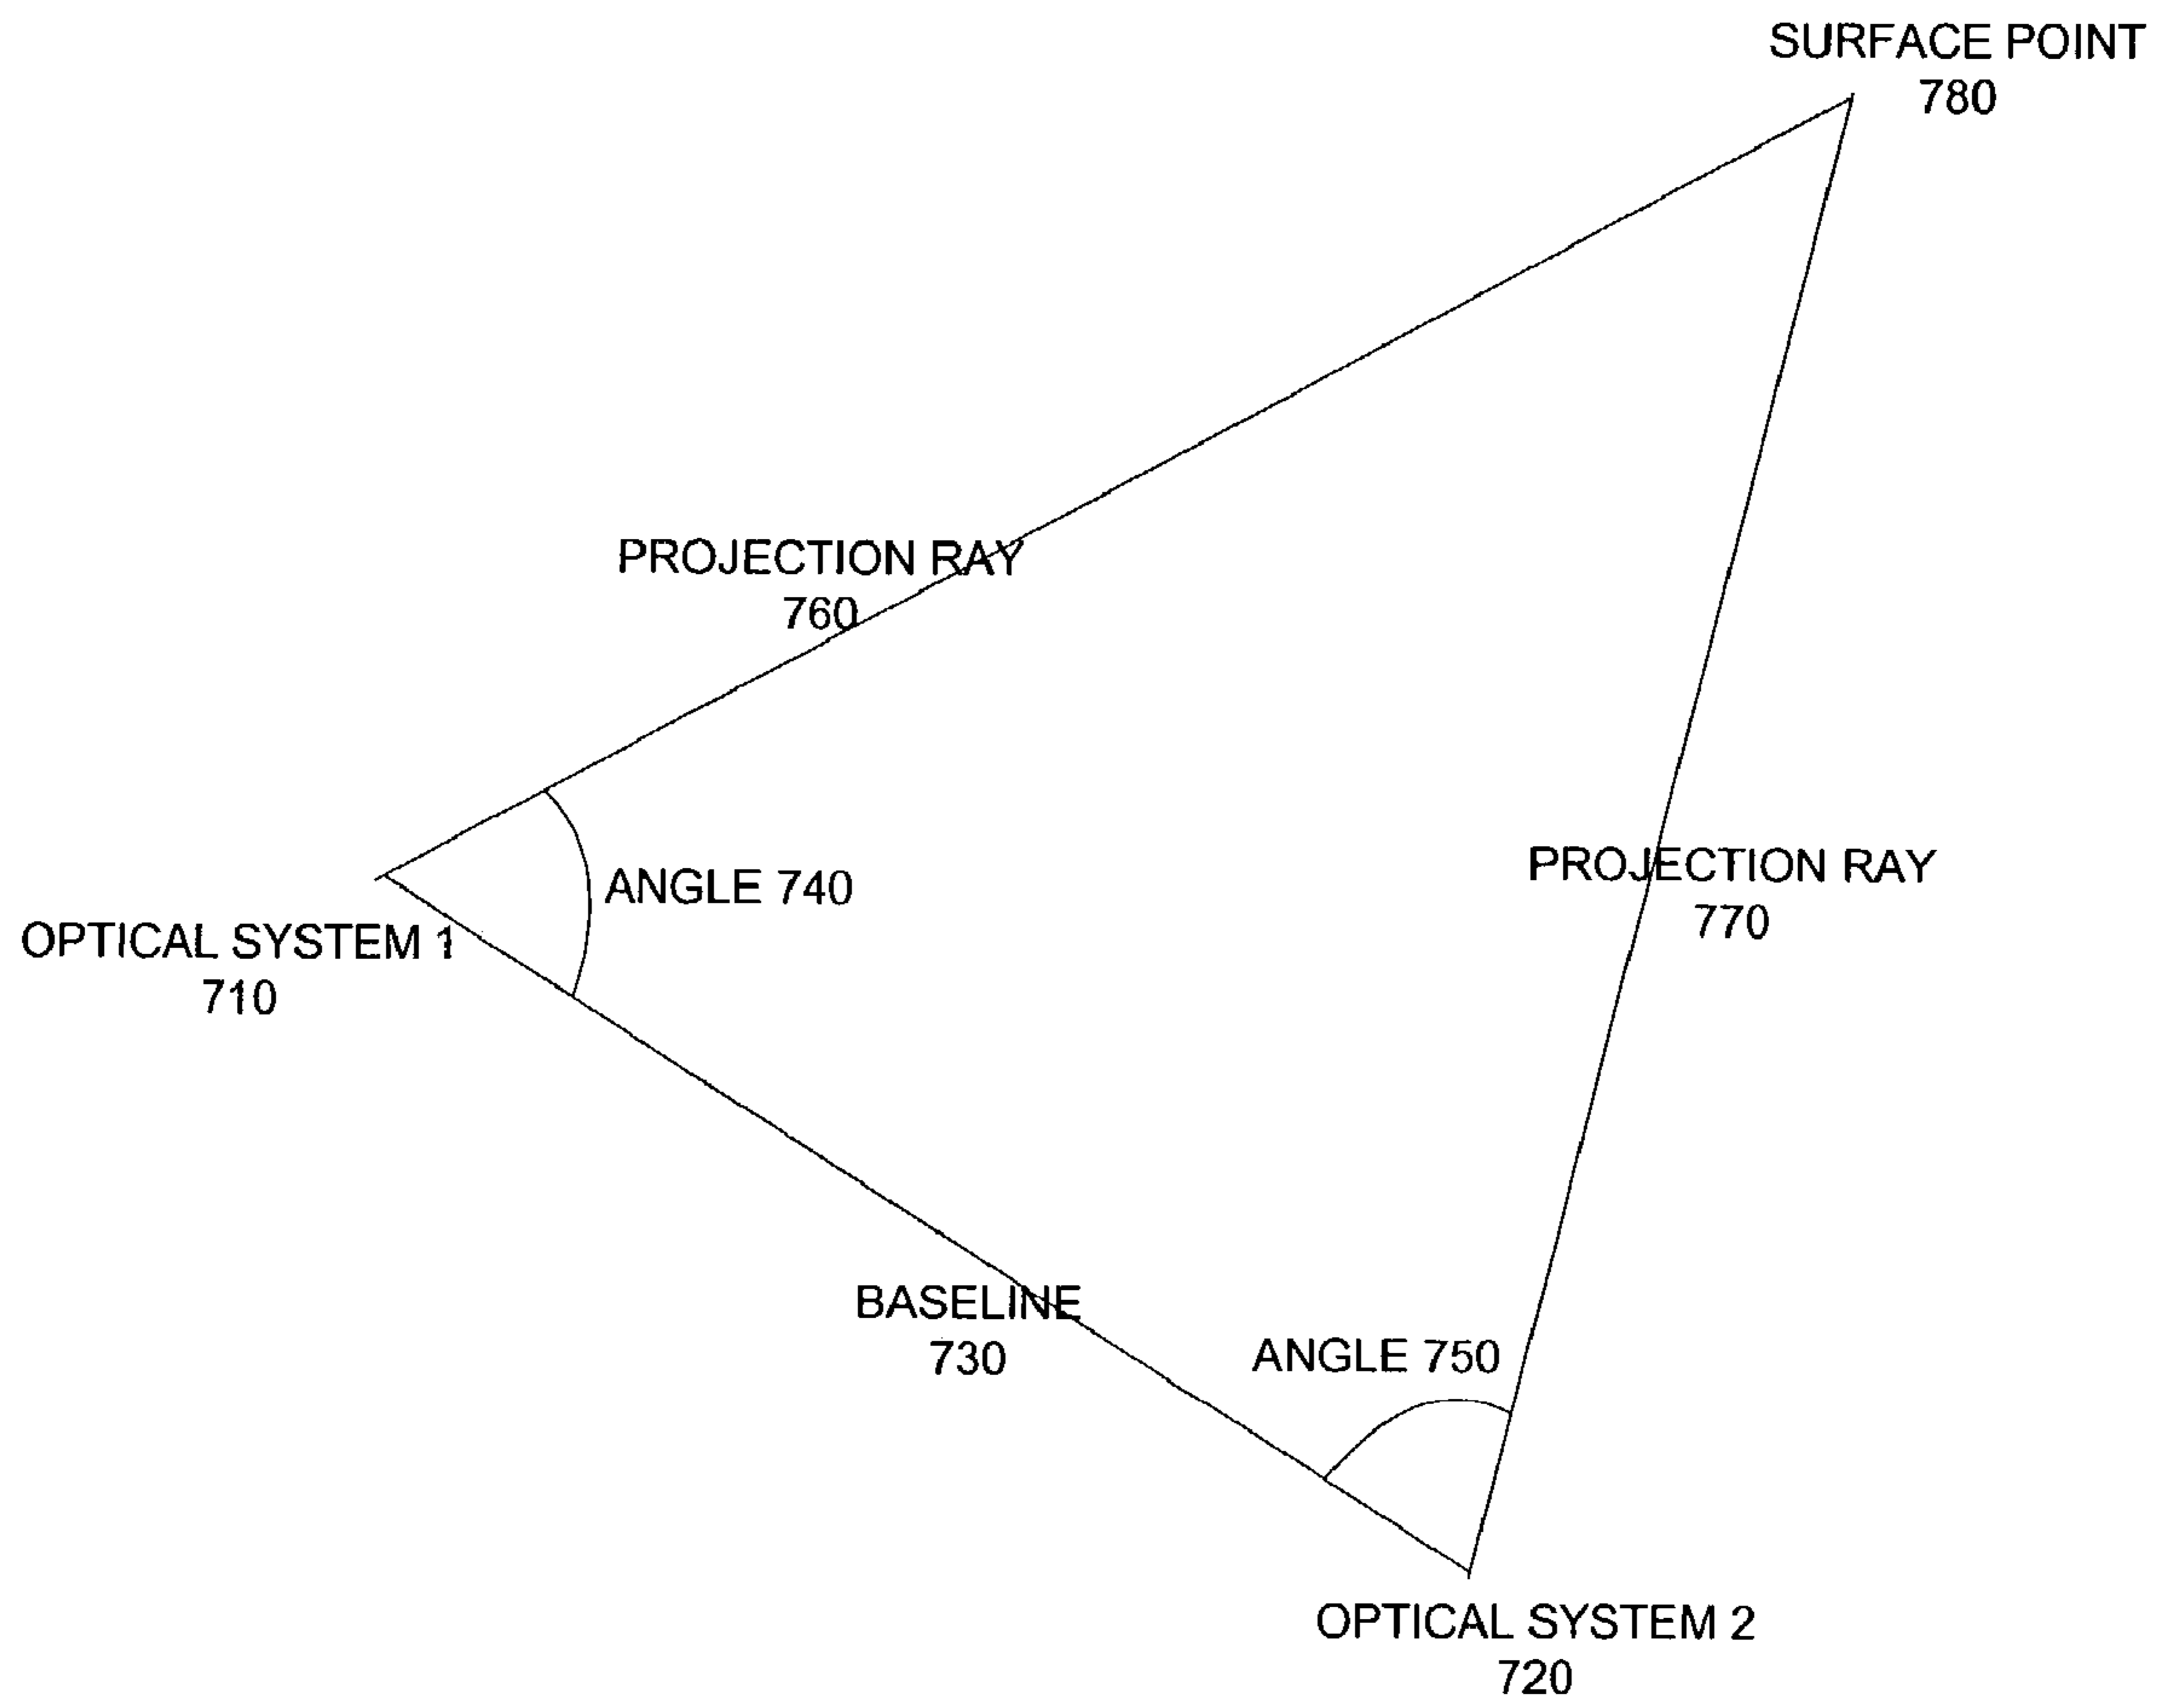 SURFACE POINT
780
PROJECTION RAY
760
ANGLE 740
PROJECTION RAY
770
OPTICAL SYSTEM 1
710
BASELINE
730
ANGLE 750
OPTICAL SYSTEM 2
720